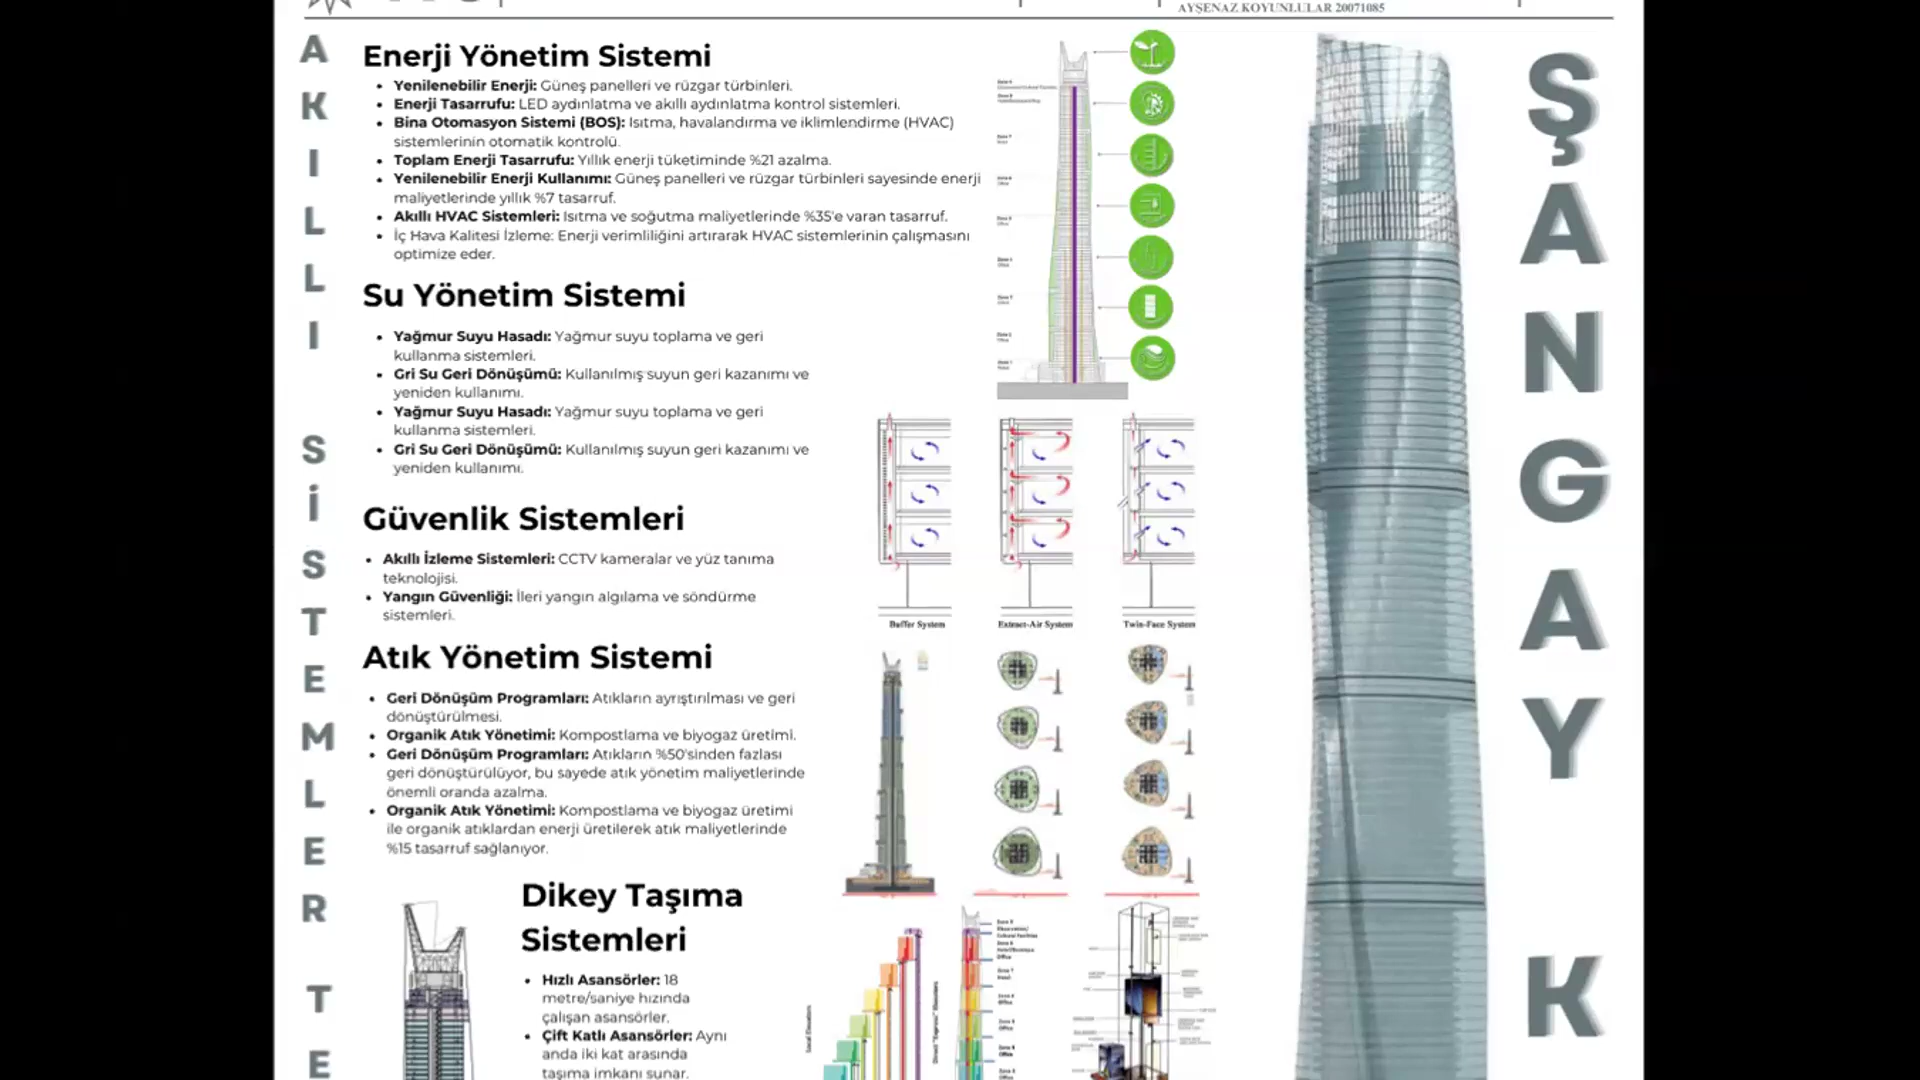 AYŞENAZ KOYUNLULAR 20071085
AKILLI SİSTEMLER TE
Enerji Yönetim Sistemi
• Yenilenebilir Enerji: Güneş panelleri ve rüzgar türbinleri.
• Enerji Tasarrufu: LED aydınlatma ve akıllı aydınlatma kontrol sistemleri.
• Bina Otomasyon Sistemi (BOS): Isıtma, havalandırma ve iklimlendirme (HVAC)
sistemlerinin otomatik kontrolü.
• Toplam Enerji Tasarrufu: Yıllık enerji tüketiminde %21 azalma.
• Yenilenebilir Enerji Kullanımı: Güneş panelleri ve rüzgar türbinleri sayesinde enerji
maliyetlerinde yıllık %7 tasarruf.
• Akıllı HVAC Sistemleri: Isıtma ve soğutma maliyetlerinde %35'e varan tasarruf.
• İç Hava Kalitesi İzleme: Enerji verimliliğini artırarak HVAC sistemlerinin çalışmasını
optimize eder.
Su Yönetim Sistemi
• Yağmur Suyu Hasadı: Yağmur suyu toplama ve geri
kullanma sistemleri.
• Gri Su Geri Dönüşümü: Kullanılmış suyun geri kazanımı ve
yeniden kullanımı.
• Yağmur Suyu Hasadı: Yağmur suyu toplama ve geri
kullanma sistemleri.
• Gri Su Geri Dönüşümü: Kullanılmış suyun geri kazanımı ve
yeniden kullanımı.
Güvenlik Sistemleri
• Akıllı İzleme Sistemleri: CCTV kameralar ve yüz tanıma
teknolojisi.
• Yangın Güvenliği: İleri yangın algılama ve söndürme
sistemleri.
Atık Yönetim Sistemi
• Geri Dönüşüm Programları: Atıkların ayrıştırılması ve geri
dönüştürülmesi.
• Organik Atık Yönetimi: Kompostlama ve biyogaz üretimi.
• Geri Dönüşüm Programları: Atıkların %50'sinden fazlası
geri dönüştürülüyor, bu sayede atık yönetim maliyetlerinde
önemli oranda azalma.
• Organik Atık Yönetimi: Kompostlama ve biyogaz üretimi
ile organik atıklardan enerji üretilerek atık maliyetlerinde
%15 tasarruf sağlanıyor.
Dikey Taşıma
Sistemleri
• Hızlı Asansörler: 18
metre/saniye hızında
çalışan asansörler.
• Çift Katlı Asansörler: Aynı
anda iki kat arasında
taşıma imkanı sunar.
Buffer System
Extract-Air System
Twin-Face System
Local Elevators
ŞANGAY K